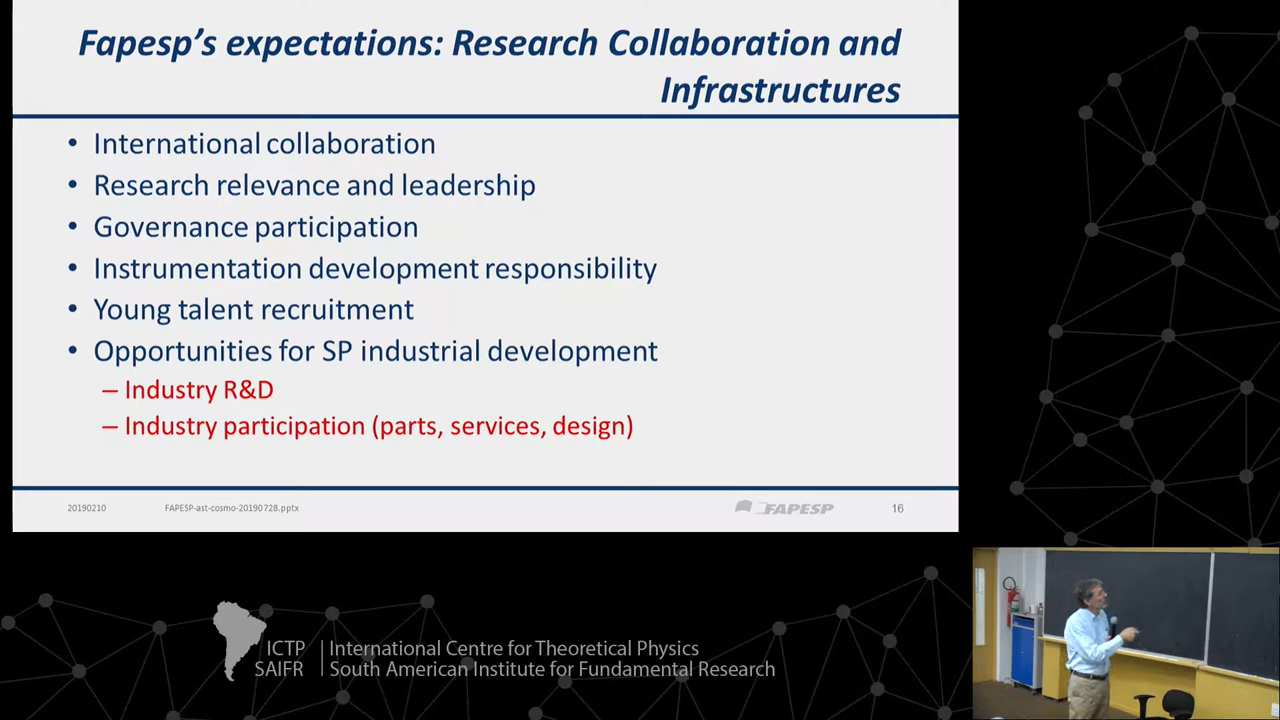 Fapesp's expectations: Research Collaboration and
Infrastructures
• International collaboration
• Research relevance and leadership
• Governance participation
• Instrumentation development responsibility
• Young talent recruitment
• Opportunities for SP industrial development
– Industry R&D
– Industry participation (parts, services, design)
20190210 FAPESP-ast-cosmo-20190728.pptx FAPESP 16
ICTP International Centre for Theoretical Physics
SAIFR South American Institute for Fundamental Research